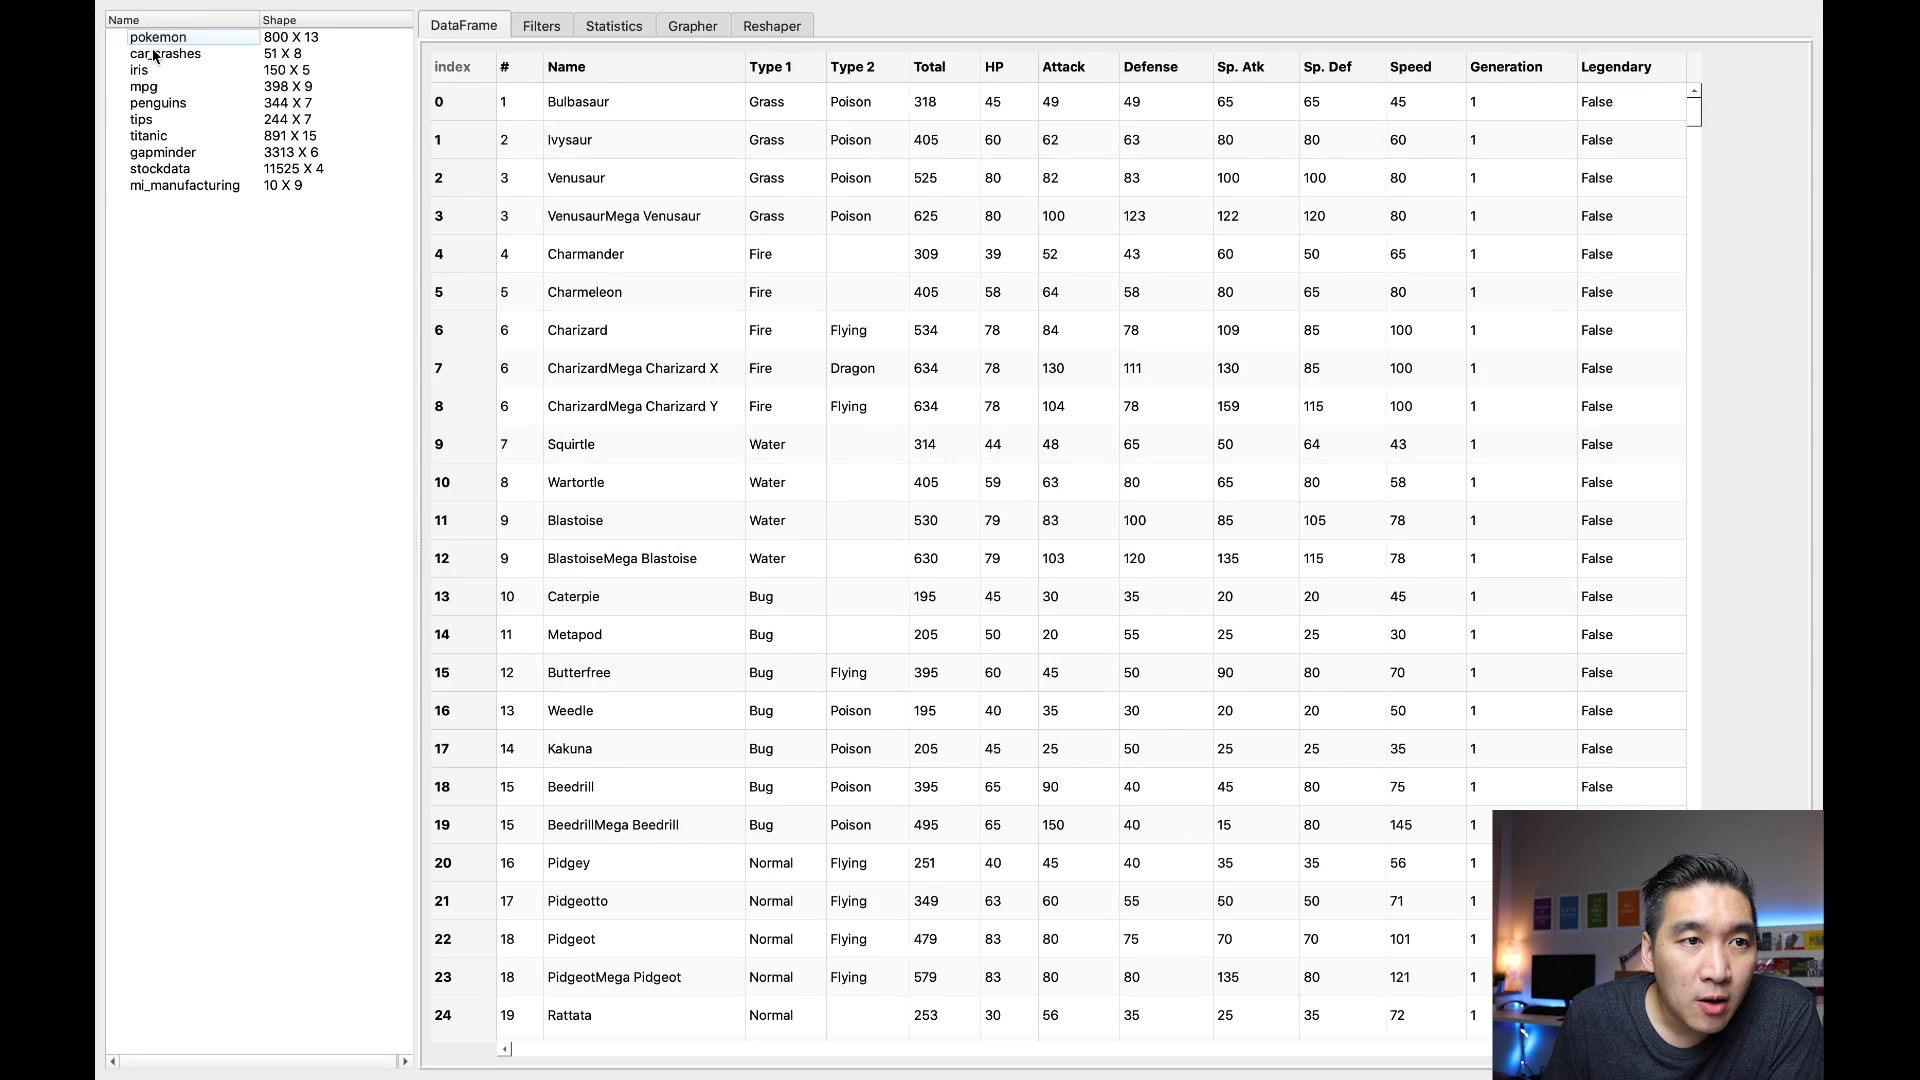 Name Shape
pokemon 800 X 13
car_crashes 51 X 8
iris 150 X 5
mpg 398 X 9
penguins 344 X 7
tips 244 X 7
titanic 891 X 15
gapminder 3313 X 6
stockdata 11525 X 4
mi_manufacturing 10 X 9
DataFrame Filters Statistics Grapher Reshaper
index # Name Type 1 Type 2 Total HP Attack Defense Sp. Atk Sp. Def Speed Generation Legendary
0 1 Bulbasaur Grass Poison 318 45 49 49 65 65 45 1 False
1 2 Ivysaur Grass Poison 405 60 62 63 80 80 60 1 False
2 3 Venusaur Grass Poison 525 80 82 83 100 100 80 1 False
3 3 VenusaurMega Venusaur Grass Poison 625 80 100 123 122 120 80 1 False
4 4 Charmander Fire 309 39 52 43 60 50 65 1 False
5 5 Charmeleon Fire 405 58 64 58 80 65 80 1 False
6 6 Charizard Fire Flying 534 78 84 78 109 85 100 1 False
7 6 CharizardMega Charizard X Fire Dragon 634 78 130 111 130 85 100 1 False
8 6 CharizardMega Charizard Y Fire Flying 634 78 104 78 159 115 100 1 False
9 7 Squirtle Water 314 44 48 65 50 64 43 1 False
10 8 Wartortle Water 405 59 63 80 65 80 58 1 False
11 9 Blastoise Water 530 79 83 100 85 105 78 1 False
12 9 BlastoiseMega Blastoise Water 630 79 103 120 135 115 78 1 False
13 10 Caterpie Bug 195 45 30 35 20 20 45 1 False
14 11 Metapod Bug 205 50 20 55 25 25 30 1 False
15 12 Butterfree Bug Flying 395 60 45 50 90 80 70 1 False
16 13 Weedle Bug Poison 195 40 35 30 20 20 50 1 False
17 14 Kakuna Bug Poison 205 45 25 50 25 25 35 1 False
18 15 Beedrill Bug Poison 395 65 90 40 45 80 75 1 False
19 15 BeedrillMega Beedrill Bug Poison 495 65 150 40 15 80 145 1
20 16 Pidgey Normal Flying 251 40 45 40 35 35 56 1
21 17 Pidgeotto Normal Flying 349 63 60 55 50 50 71 1
22 18 Pidgeot Normal Flying 479 83 80 75 70 70 101 1
23 18 PidgeotMega Pidgeot Normal Flying 579 83 80 80 135 80 121 1
24 19 Rattata Normal 253 30 56 35 25 35 72 1